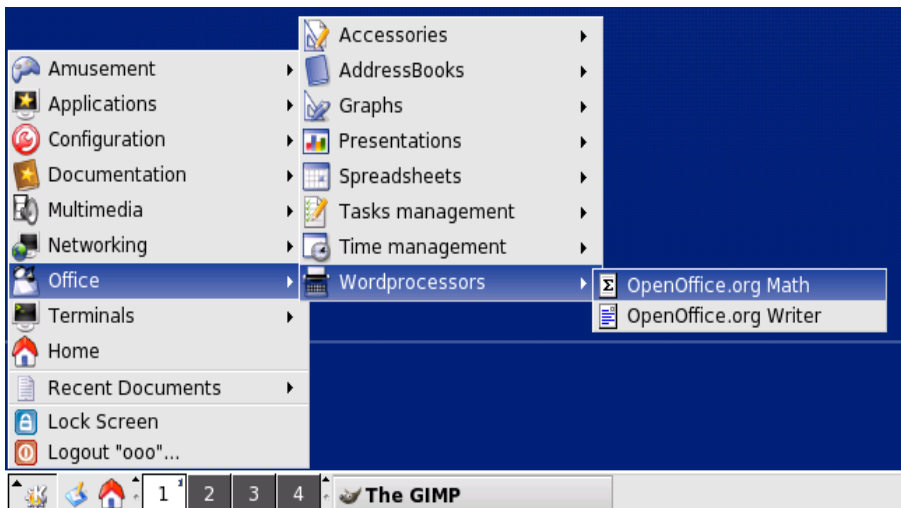 Accessories
AddressBooks
Graphs
Presentations
Spreadsheets
Tasks management
Time management
Wordprocessors
Amusement
Applications
Configuration
Documentation
Multimedia
Networking
Office
Terminals
Home
Recent Documents
Lock Screen
Logout "ooo"...
OpenOffice.org Math
OpenOffice.org Writer
1 2 3 4 The GIMP